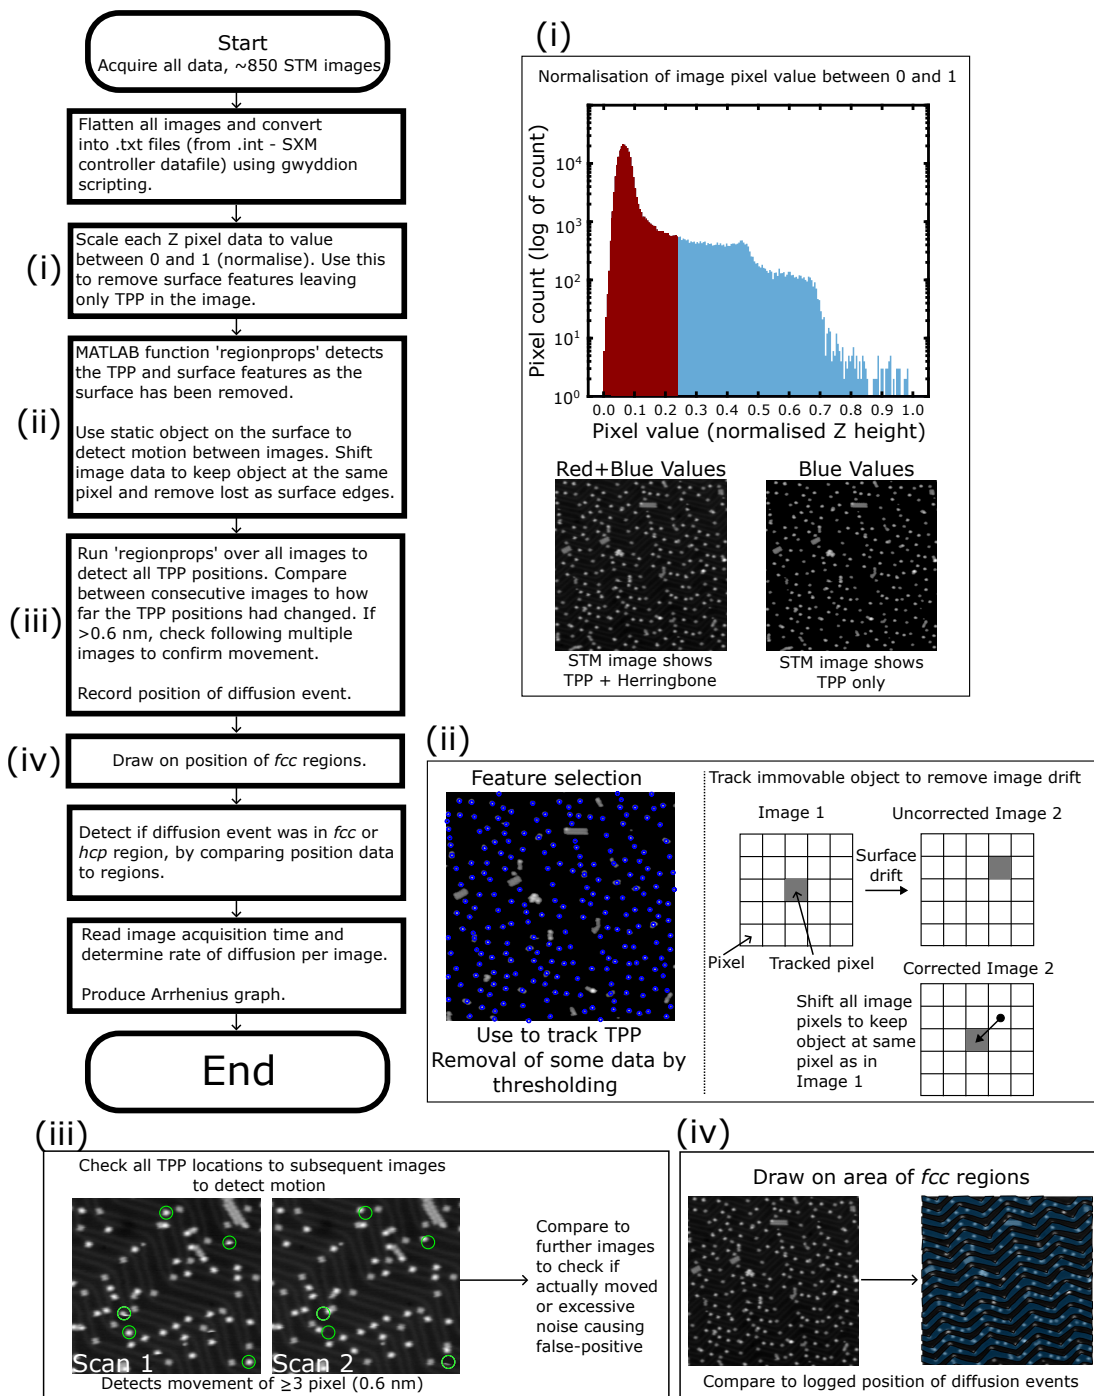 Start
Acquire all data, ~850 STM images
Flatten all images and convert
into .txt files (from .int - SXM
controller datafile) using gwyddion
scripting.
(i)
Scale each Z pixel data to value
between 0 and 1 (normalise). Use this
to remove surface features leaving
only TPP in the image.
(ii)
MATLAB function 'regionprops' detects
the TPP and surface features as the
surface has been removed.
Use static object on the surface to
detect motion between images. Shift
image data to keep object at the same
pixel and remove lost as surface edges.
(iii)
Run 'regionprops' over all images to
detect all TPP positions. Compare
between consecutive images to how
far the TPP positions had changed. If
>0.6 nm, check following multiple
images to confirm movement.
Record position of diffusion event.
(iv)
Draw on position of fcc regions.
Detect if diffusion event was in fcc or
hcp region, by comparing position data
to regions.
Read image acquisition time and
determine rate of diffusion per image.
Produce Arrhenius graph.
End
(i)
Normalisation of image pixel value between 0 and 1
Pixel count (log of count)
10⁴
10³
10²
10¹
10⁰
0.0 0.1 0.2 0.3 0.4 0.5 0.6 0.7 0.8 0.9 1.0
Pixel value (normalised Z height)
Red+Blue Values
Blue Values
STM image shows
TPP + Herringbone
STM image shows
TPP only
(ii)
Feature selection
Use to track TPP
Removal of some data by
thresholding
Track immovable object to remove image drift
Image 1
Uncorrected Image 2
Surface
drift
Pixel
Tracked pixel
Corrected Image 2
Shift all image
pixels to keep
object at same
pixel as in
Image 1
(iii)
Check all TPP locations to subsequent images
to detect motion
Scan 1
Scan 2
Detects movement of ≥3 pixel (0.6 nm)
Compare to
further images
to check if
actually moved
or excessive
noise causing
false-positive
(iv)
Draw on area of fcc regions
Compare to logged position of diffusion events